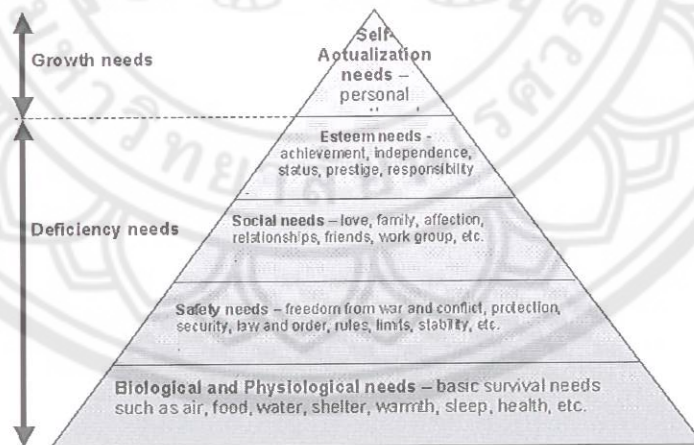 Growth needs
Self-
Aotualization
needs –
personal
Esteem needs -
achievement, independence,
status, prestige, responsibility
Deficiency needs
Social needs – love, family, affection,
relationships, friends, work group, etc.
Safety needs – freedom from war and conflict, protection,
security, law and order, rules, limits, stability, etc.
Biological and Physiological needs – basic survival needs
such as air, food, water, shelter, warmth, sleep, health, etc.